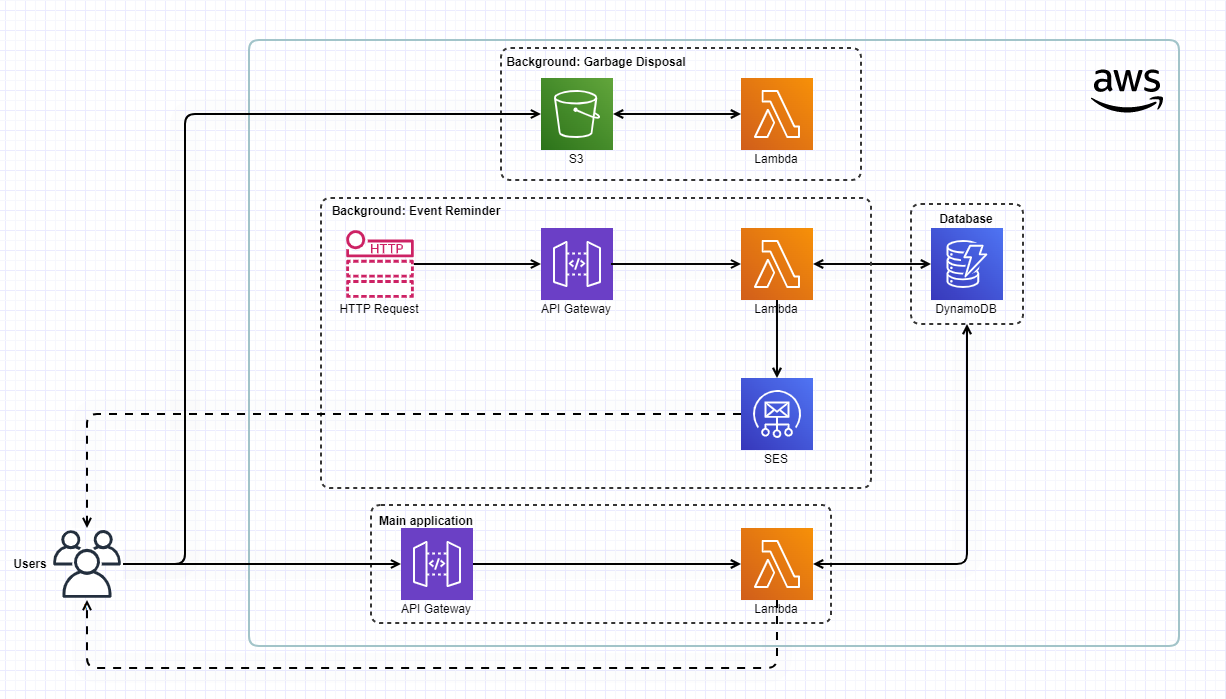 aws
Background: Garbage Disposal
S3
Lambda
Background: Event Reminder
HTTP
HTTP Request
</>
API Gateway
Lambda
Database
DynamoDB
SES
Users
Main application
</>
API Gateway
Lambda